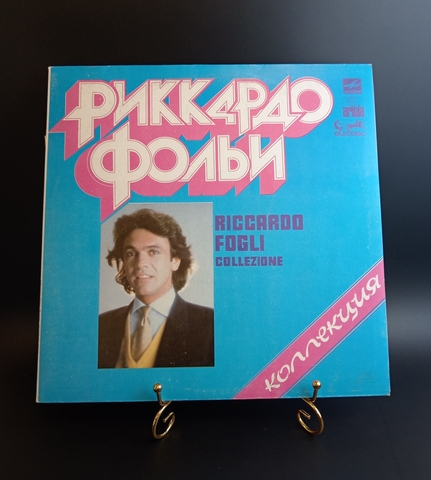 РИККАРДО
ФОЛЬИ
RICCARDO
FOGLI
COLLEZIONE
КОЛЛЕКЦИЯ